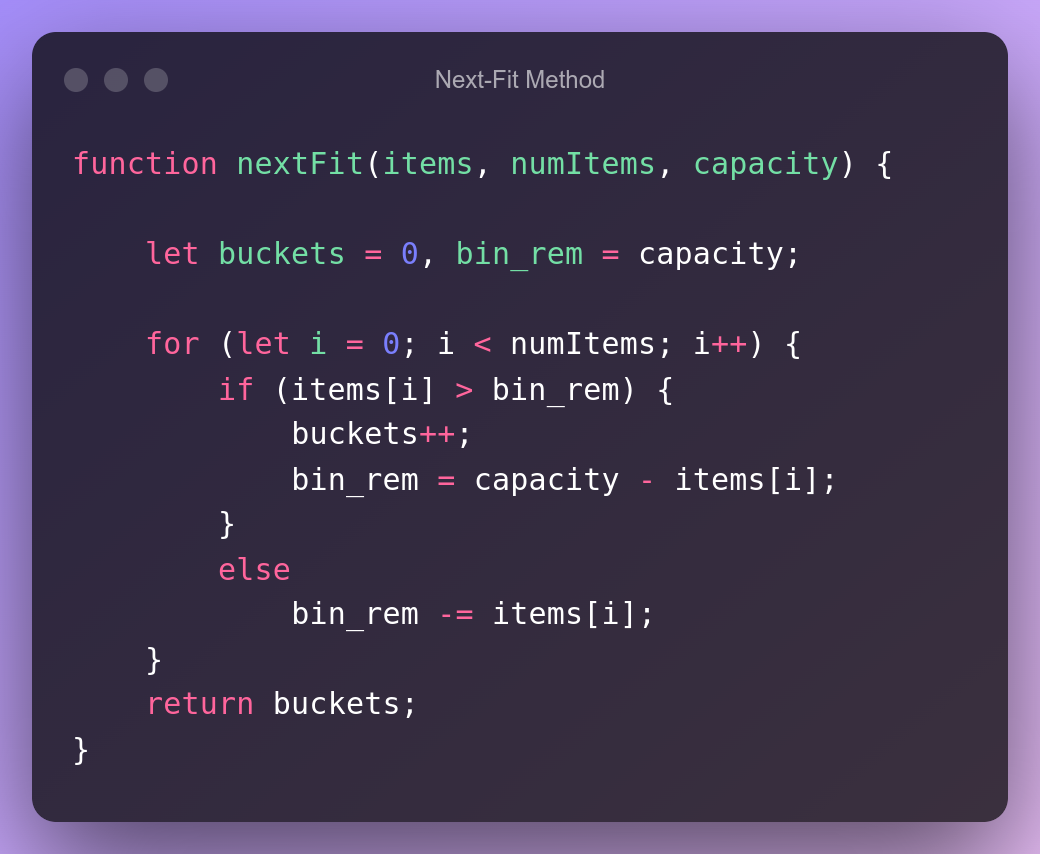 Next-Fit Method
function nextFit(items, numItems, capacity) {
    let buckets = 0, bin_rem = capacity;
    for (let i = 0; i < numItems; i++) {
        if (items[i] > bin_rem) {
            buckets++;
            bin_rem = capacity - items[i];
        }
        else
            bin_rem -= items[i];
    }
    return buckets;
}